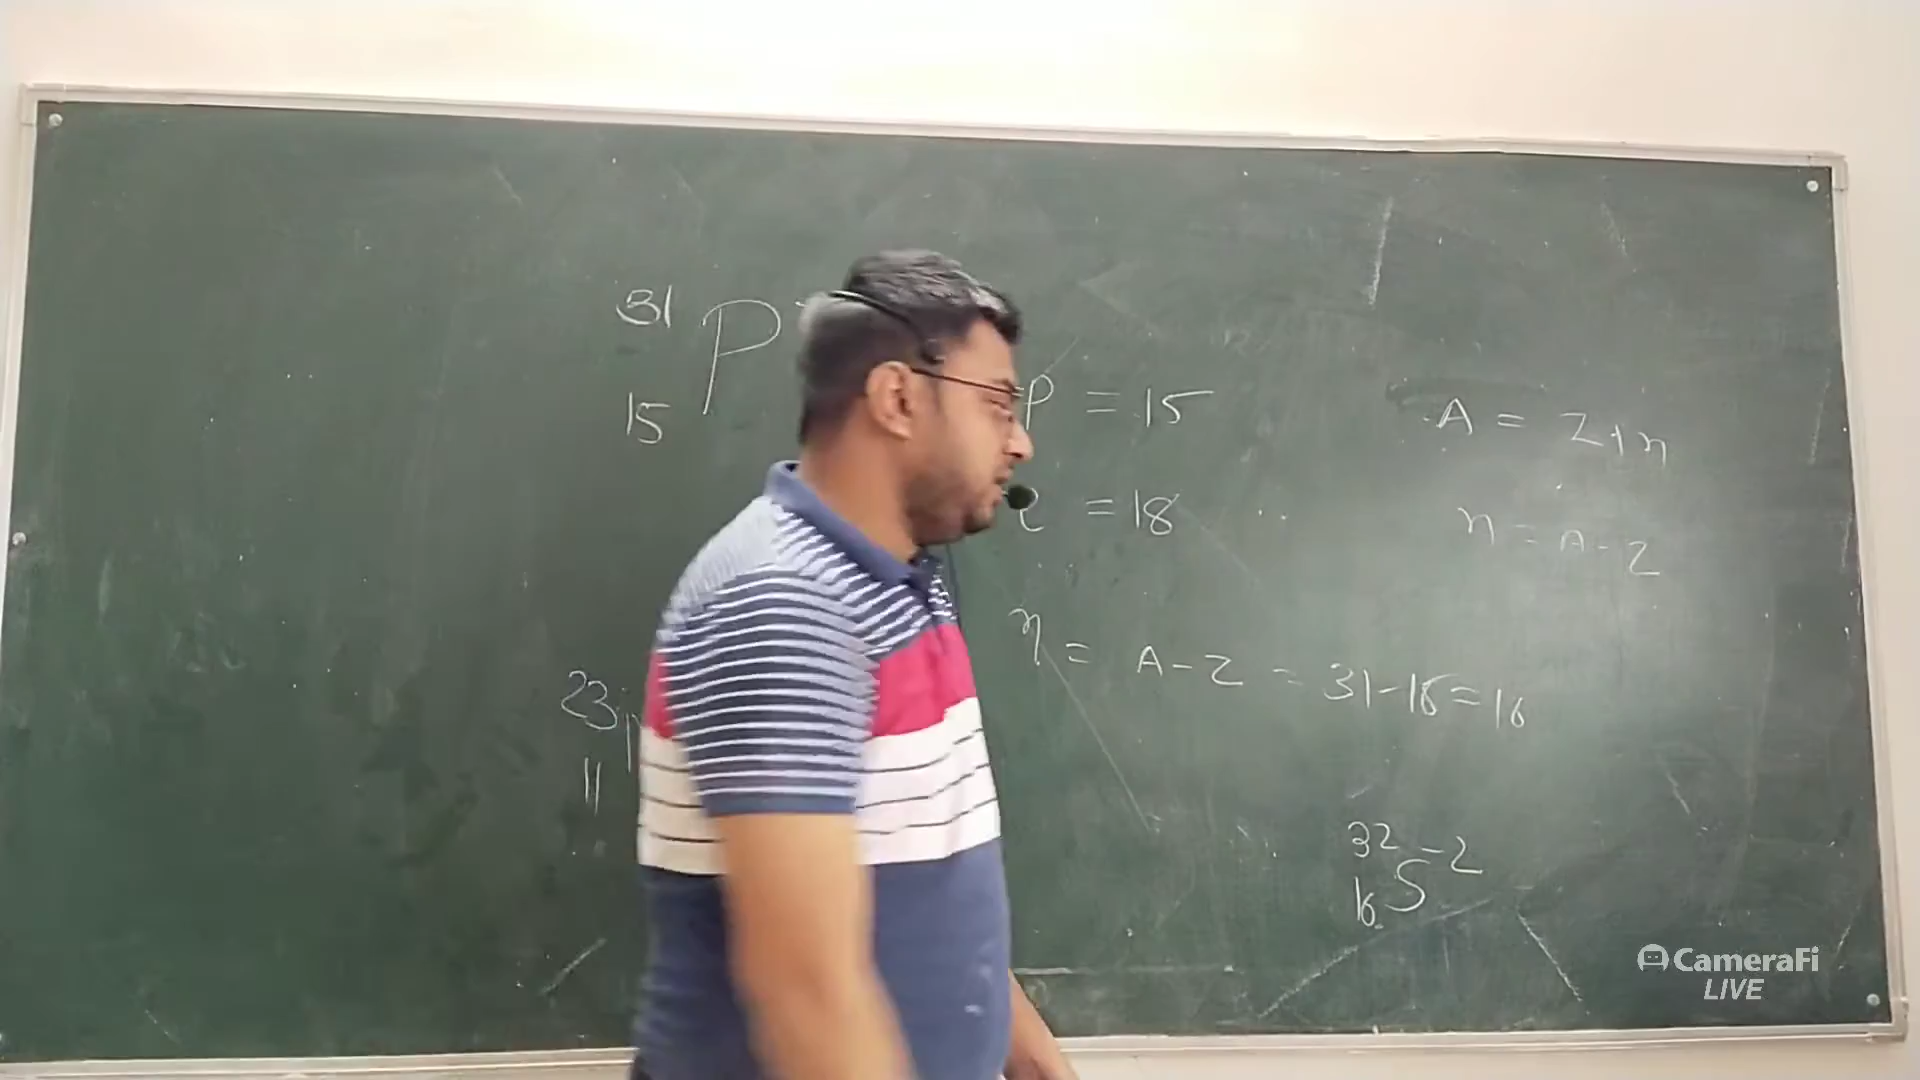 31
P
15
P = 15
e = 18
n = A - Z = 31-15=16
A = Z+n
n = A-Z
23
11
32 -2
S
16
CameraFi
LIVE